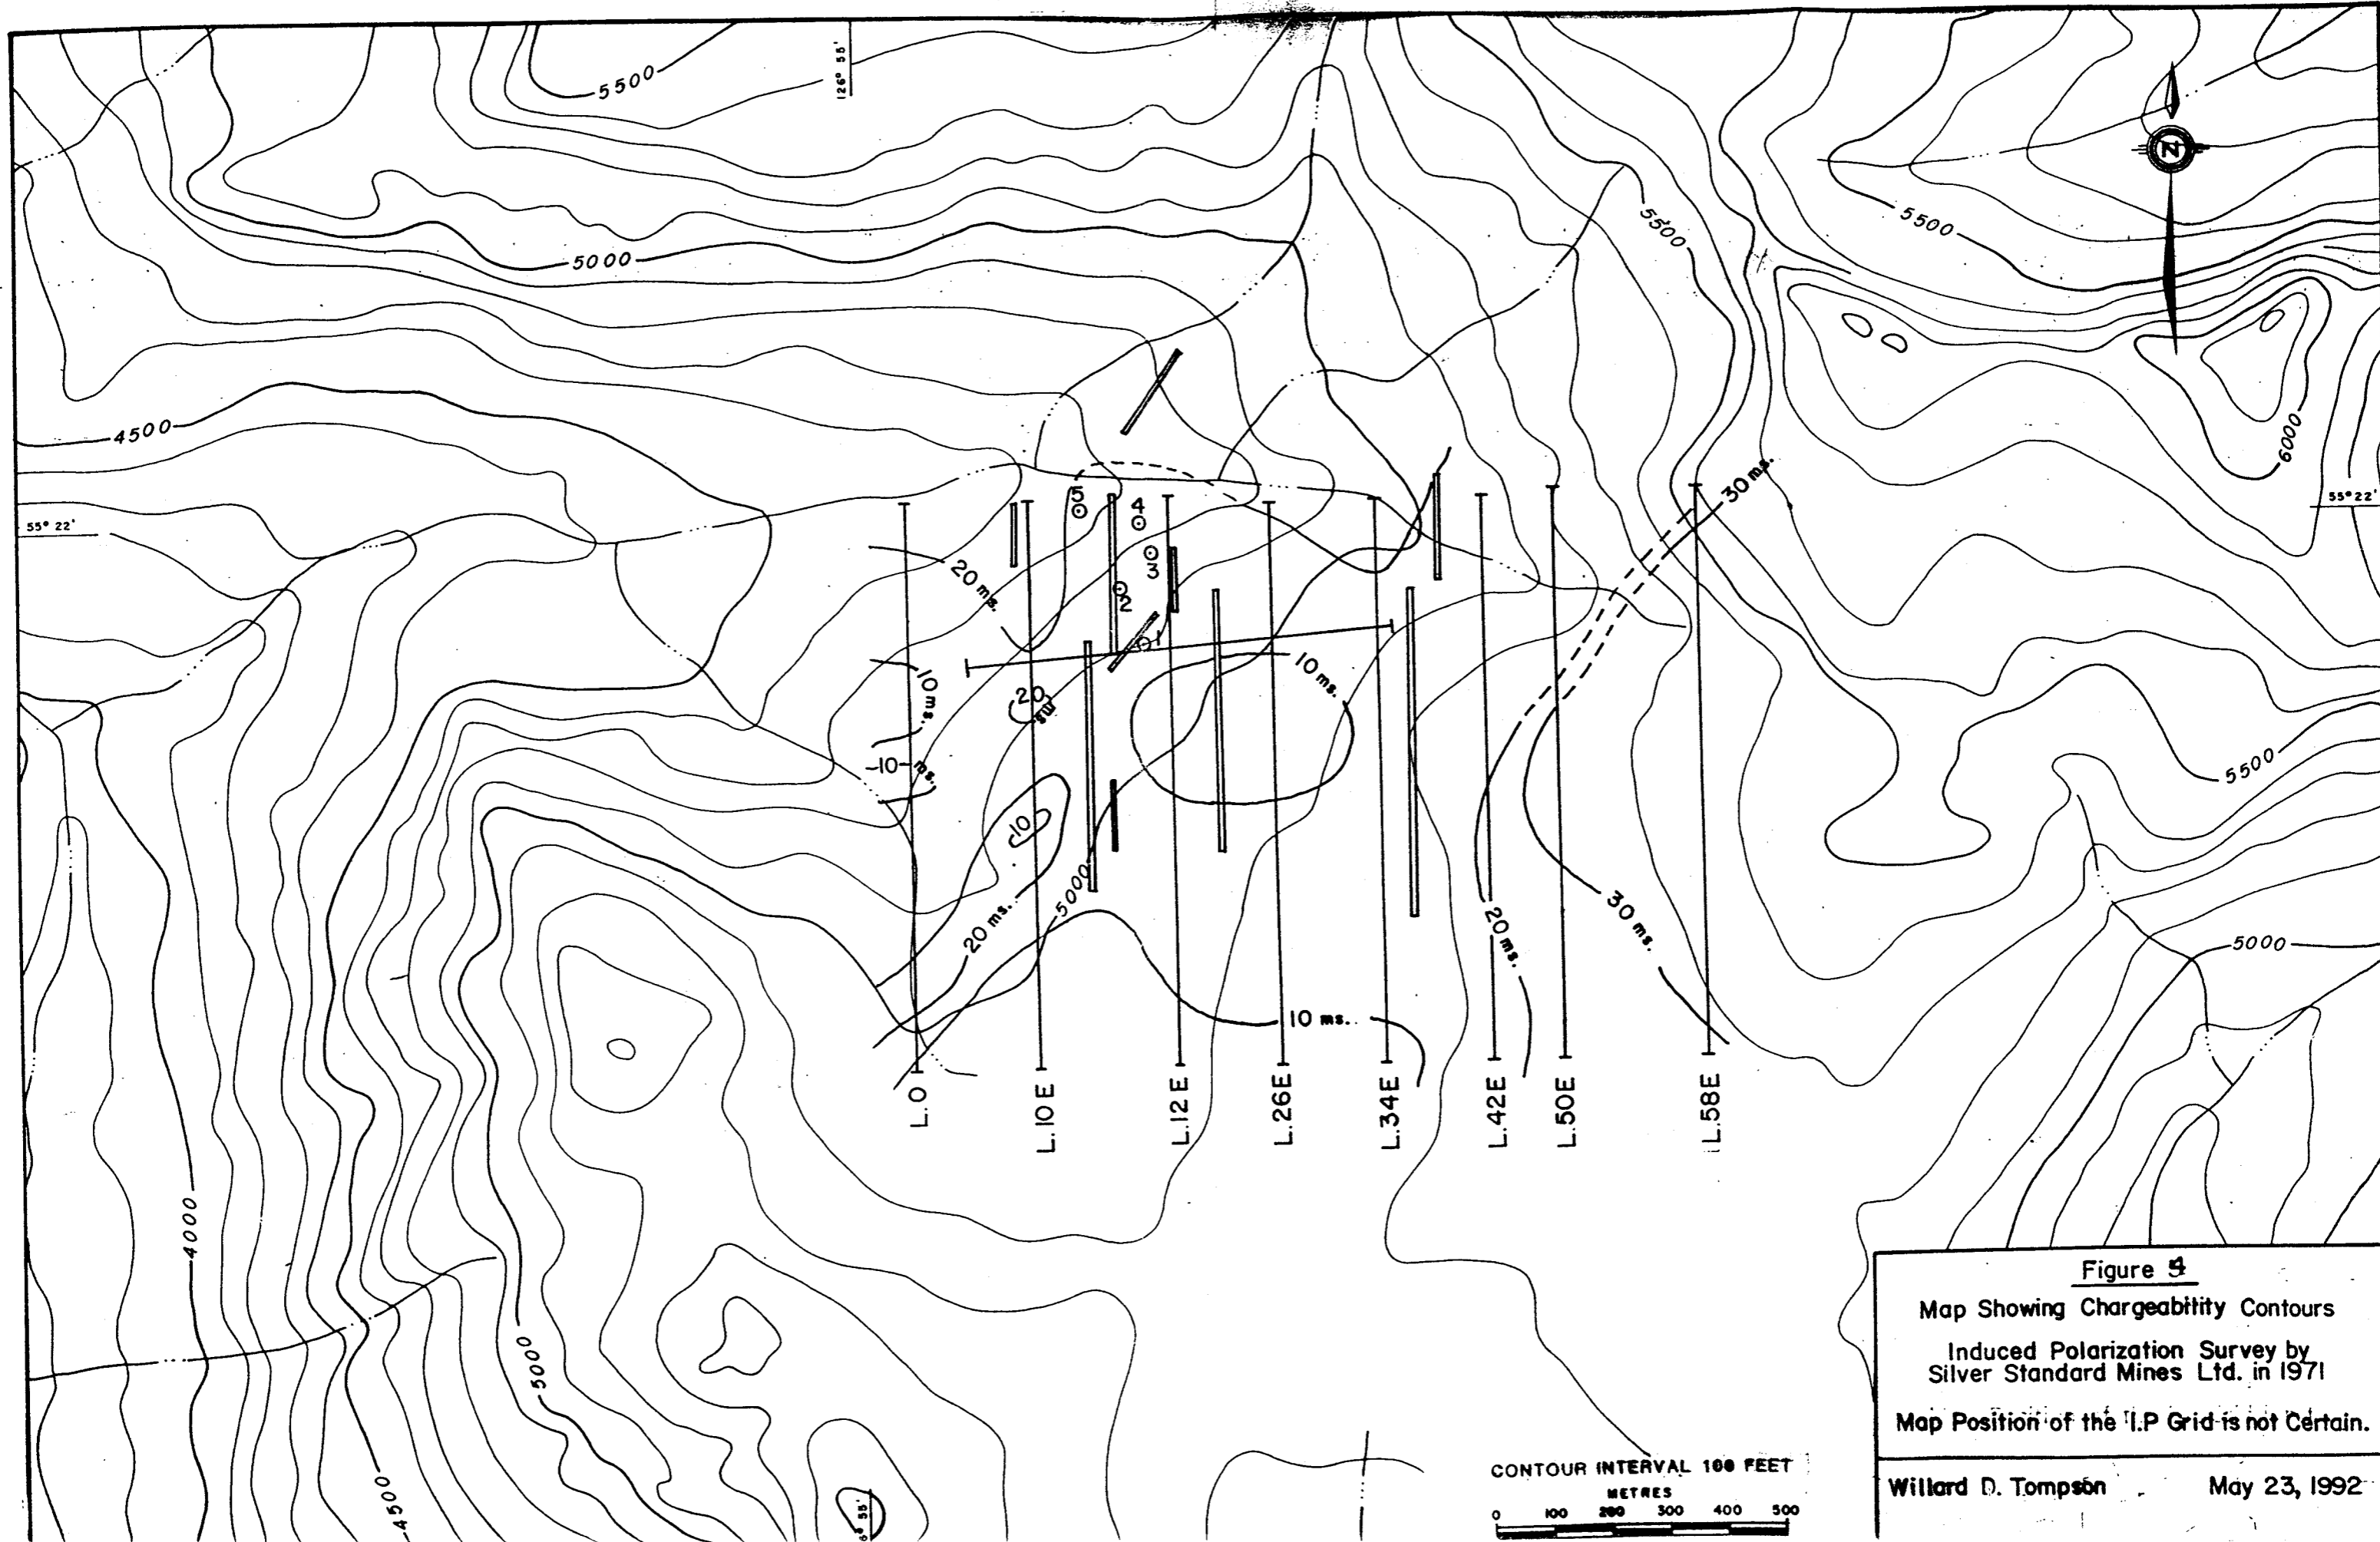 5500
126° 55'
N
5500
5500
5000
4500
6000
55° 22'
55° 22'
30 ms.
5
4
3
2
1
20 ms.
10 ms.
20 ms
10 ms.
10 ms.
10
20 ms.
5000
20 ms.
30 ms.
10 ms.
5500
5000
L.0
L.10E
L.12E
L.26E
L.34E
L.42E
L.50E
L.58E
4000
5000
4500
CONTOUR INTERVAL 100 FEET
METRES
0 100 200 300 400 500
Figure 4
Map Showing Chargeability Contours
Induced Polarization Survey by
Silver Standard Mines Ltd. in 1971
Map Position of the I.P Grid is not Certain.
Willard D. Tompson May 23, 1992